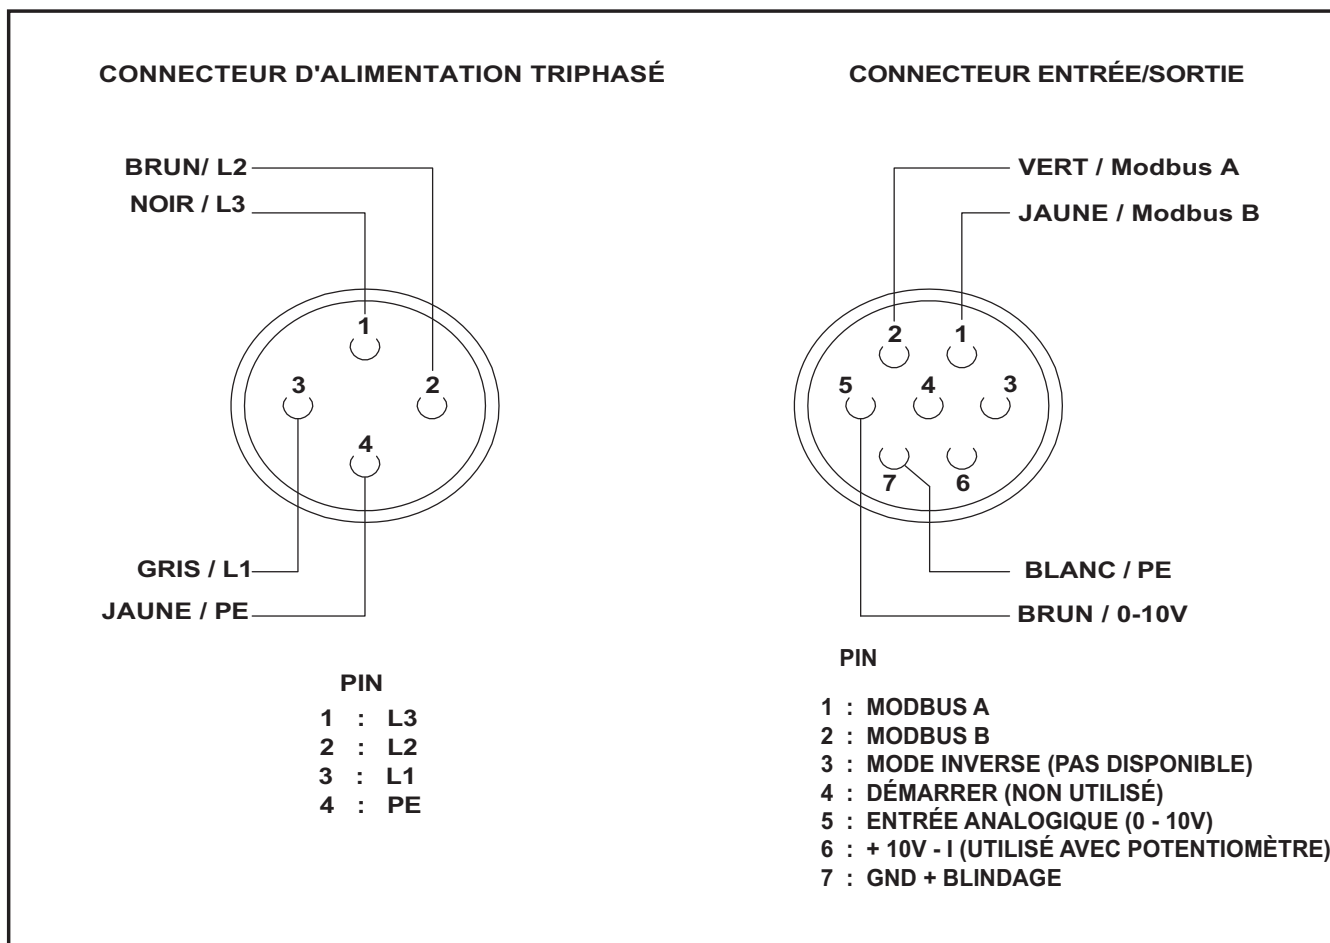 CONNECTEUR D'ALIMENTATION TRIPHASÉ
BRUN/ L2
NOIR / L3
1
3
2
4
GRIS / L1
JAUNE / PE
PIN
1 : L3
2 : L2
3 : L1
4 : PE
CONNECTEUR ENTRÉE/SORTIE
VERT / Modbus A
JAUNE / Modbus B
2
1
5
4
3
7
6
BLANC / PE
BRUN / 0-10V
PIN
1 : MODBUS A
2 : MODBUS B
3 : MODE INVERSE (PAS DISPONIBLE)
4 : DÉMARRER (NON UTILISÉ)
5 : ENTRÉE ANALOGIQUE (0 - 10V)
6 : + 10V - I (UTILISÉ AVEC POTENTIOMÈTRE)
7 : GND + BLINDAGE